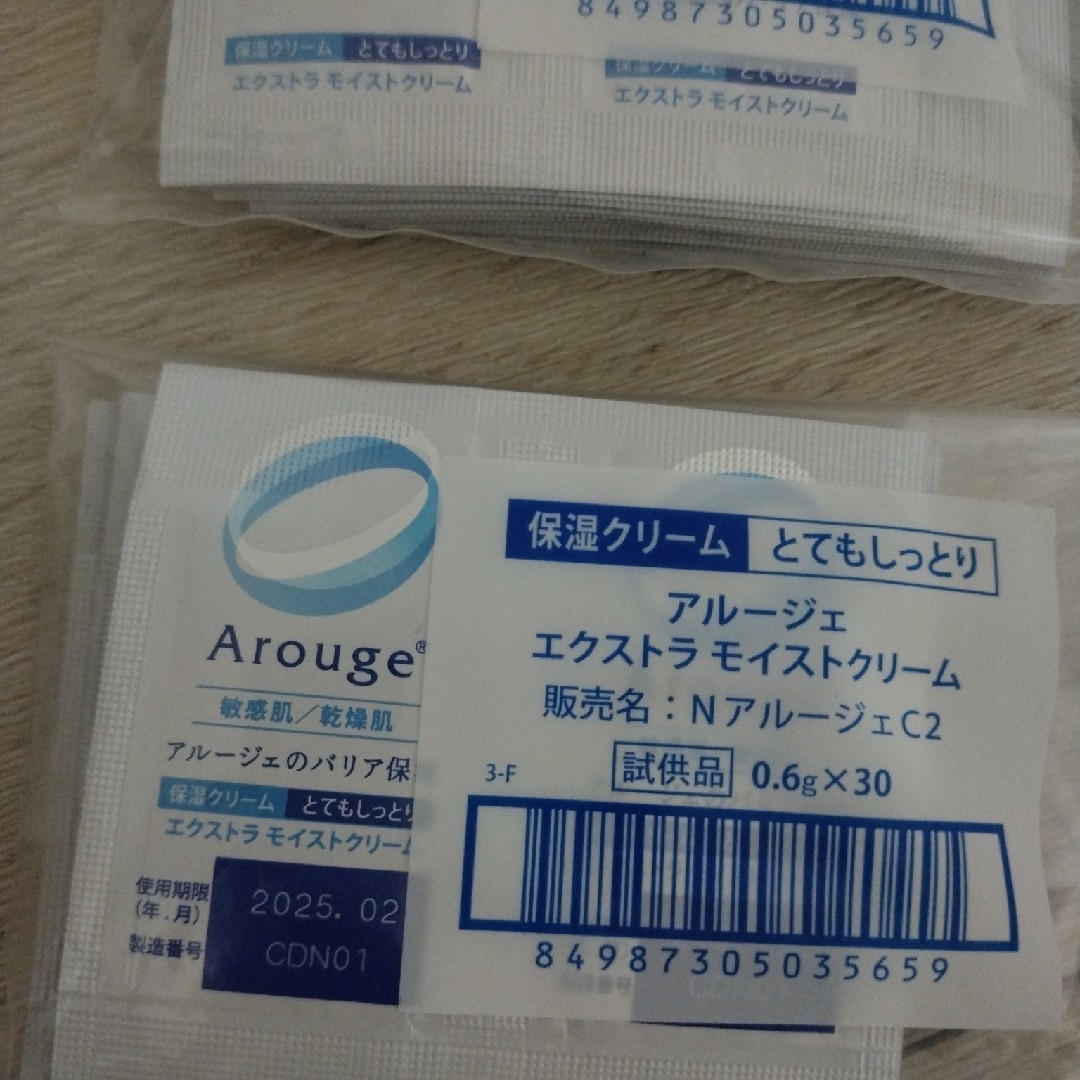 84987305035659
保湿クリーム とてもしっとり
エクストラ モイストクリーム
保湿クリーム とてもしっとり
エクストラ モイストクリーム
Arouge®
敏感肌/乾燥肌
アルージェのバリア保
保湿クリーム とてもしっとり
エクストラ モイストクリーム
使用期限
(年.月)
2025.02
製造番号
CDN01
保湿クリーム とてもしっとり
アルージェ
エクストラ モイストクリーム
販売名:NアルージェC2
3-F
試供品 0.6g×30
84987305035659